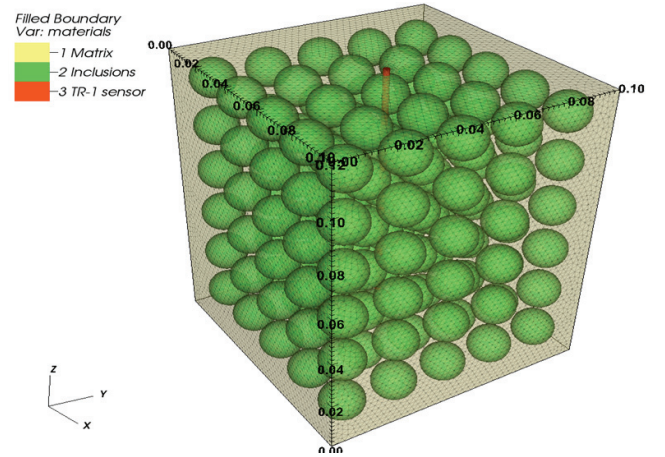 Filled Boundary
Var: materials
1 Matrix
2 Inclusions
3 TR-1 sensor
0.00
0.02
0.04
0.06
0.08
0.10
0.02
0.04
0.06
0.08
0.10
0.12
0.10
0.08
0.06
0.04
0.02
0.00
Z
Y
X